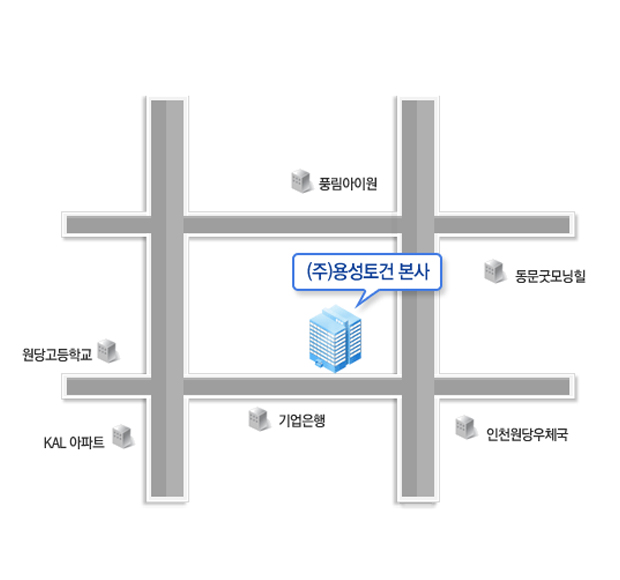 풍림아이원
(주)용성토건 본사
동문굿모닝힐
원당고등학교
기업은행
KAL 아파트
인천원당우체국